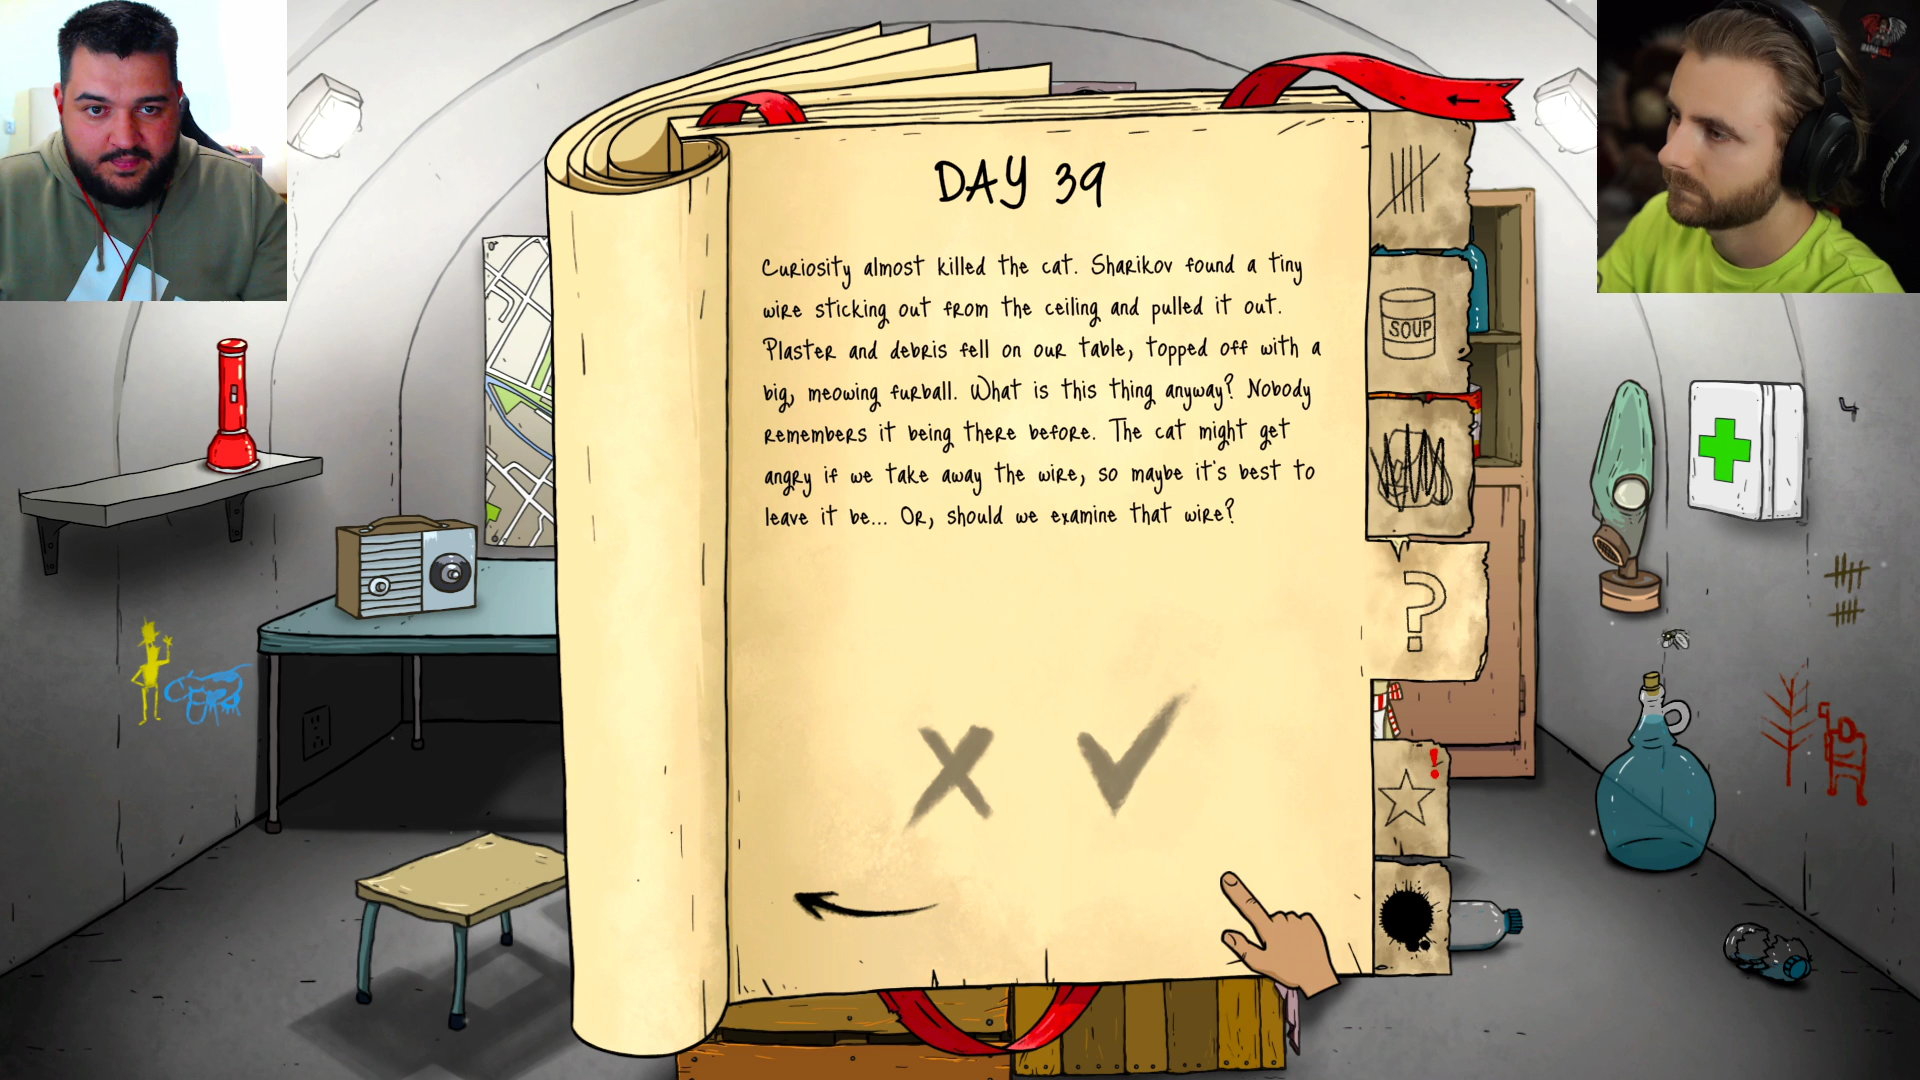 DAY 39
Curiosity almost killed the cat. Sharikov found a tiny
wire sticking out from the ceiling and pulled it out.
Plaster and debris fell on our table, topped off with a
big, meowing furball. What is this thing anyway? Nobody
remembers it being there before. The cat might get
angry if we take away the wire, so maybe it's best to
leave it be... Or, should we examine that wire?
SOUP